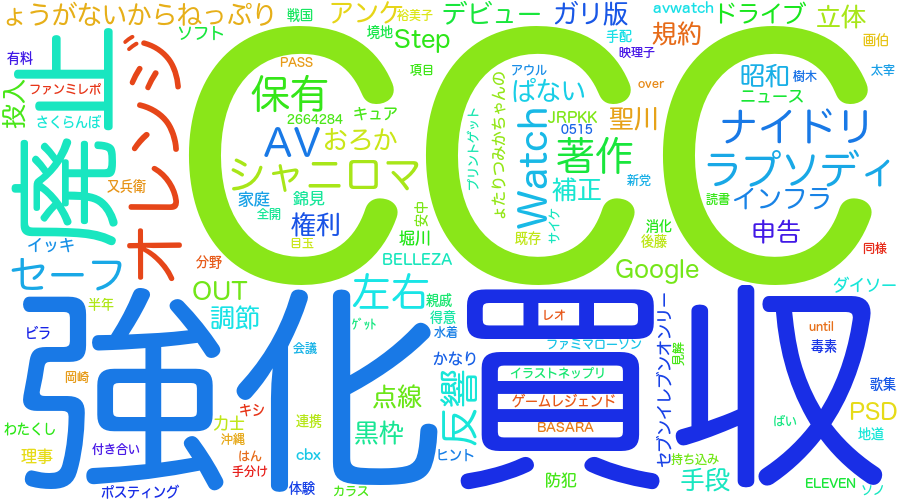 ょうがないからねっぷり
戦国
アンケ
裕美子
デビュー
ガリ版
avwatch
ドライブ
立体
ソフト
境地
Step
手配
規約
画伯
有料
廃止
オレンジ
CCC
PASS
項目
映理子
ファンミレポ
投入
さくらんぼ
保有
2664284
キュア
アウル
ぱない
over
昭和
樹木
太宰
ニュース
AV
おろか
JRPKK
0515
聖川
ナイドリ
シャニロマ
プリントゲット
ょたりつみかちゃんの
Watch
著作
ラプソディ
又兵衛
家庭
錦見
補正
新党
読書
インフラ
全開
権利
安中
サイケ
消化
申告
目玉
堀川
既存
後藤
同様
イッキ
セーフ
分野
BELLEZA
Google
OUT
左右
ダイソー
半年
強化
調節
親戚
得意
買収
レオ
セブンイレブンオンリー
ビラ
ｹﾞｯﾄ
水着
ファミマローソン
見解
until
毒素
会議
かなり
岡崎
イラストネップリ
歌集
キシ
点線
反響
ゲームレジェンド
PSD
わたくし
力士
連携
黒枠
BASARA
ぱい
地道
付き合い
沖縄
理事
はん
cbx
ヒント
持ち込み
手分け
手段
防犯
ELEVEN
ポスティング
体験
カラス
ソノ